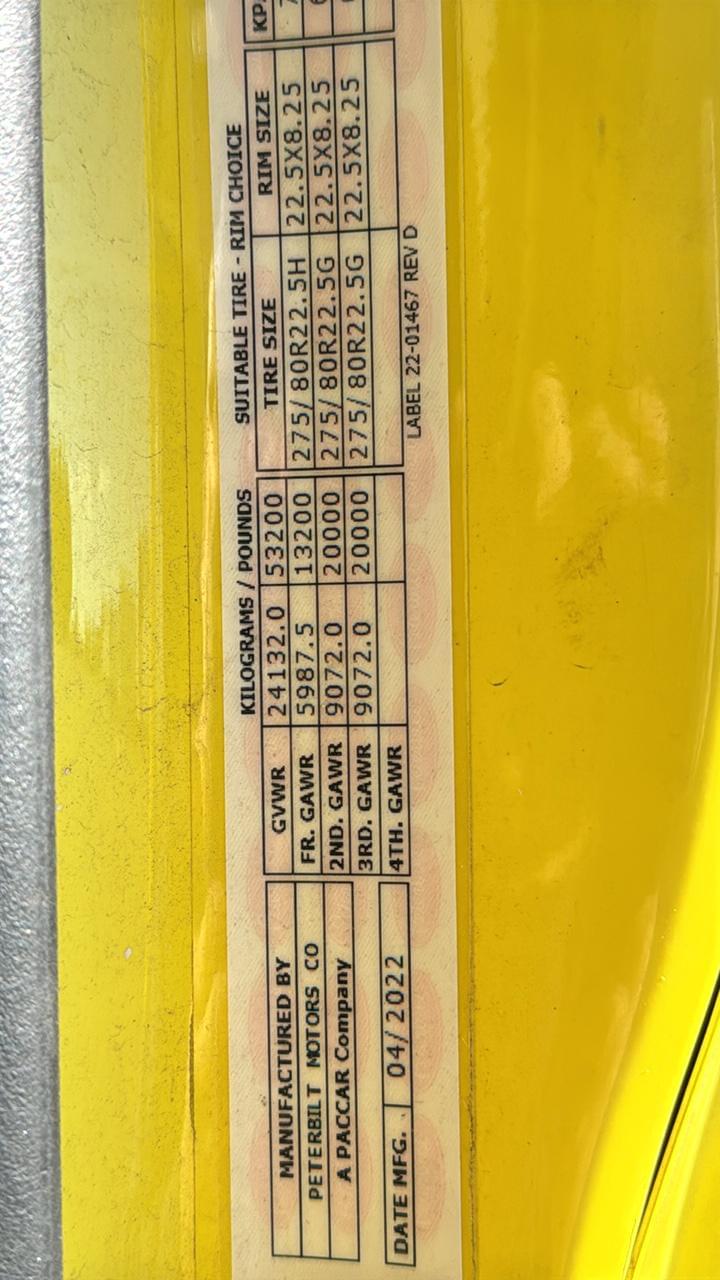 MANUFACTURED BY
PETERBILT MOTORS CO
A PACCAR Company
DATE MFG. 04/2022
KILOGRAMS / POUNDS
GVWR 24132.0 53200
FR. GAWR 5987.5 13200
2ND. GAWR 9072.0 20000
3RD. GAWR 9072.0 20000
4TH. GAWR
SUITABLE TIRE - RIM CHOICE
TIRE SIZE RIM SIZE KP
275/80R22.5H 22.5X8.25
275/80R22.5G 22.5X8.25
275/80R22.5G 22.5X8.25
LABEL 22-01467 REV D